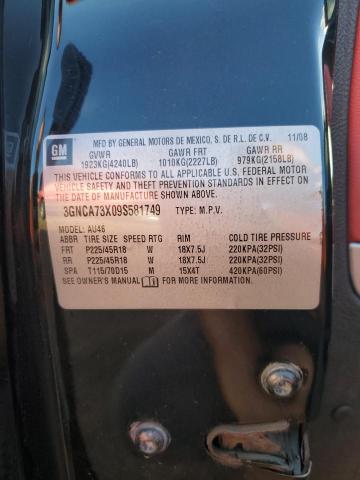 MFD BY GENERAL MOTORS DE MEXICO, S. DE R.L. DE C.V. 11/08
GM
GVWR GAWR FRT GAWR RR
1923KG(4240LB) 1010KG(2227LB) 979KG(2158LB)
THIS VEHICLE CONFORMS TO ALL APPLICABLE U.S. FEDERAL MOTOR
VEHICLE SAFETY AND THEFT PREVENTION STANDARDS IN EFFECT ON
THE DATE OF MANUFACTURE SHOWN ABOVE.
3GNCA73X09S581749 TYPE: M.P.V.
MODEL: AU46
ABBR TIRE SIZE SPEED RTG RIM COLD TIRE PRESSURE
FRT P225/45R18 W 18X7.5J 220KPA(32PSI)
RR P225/45R18 W 18X7.5J 220KPA(32PSI)
SPA T115/70D15 M 15X4T 420KPA(60PSI)
SEE OWNER'S MANUAL FOR MORE INFORMATION.